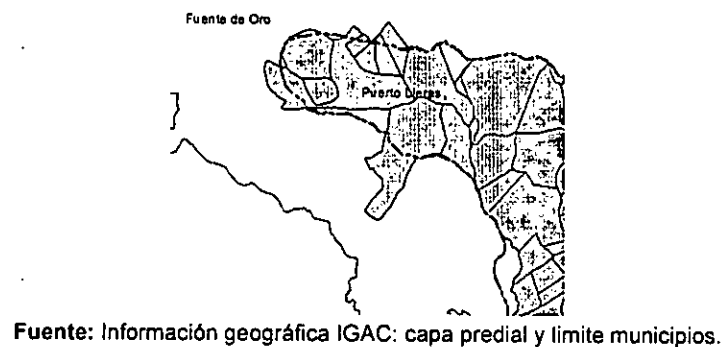 Fuente de Oro
Puerto Lleras
Fuente: Información geográfica IGAC: capa predial y limite municipios.